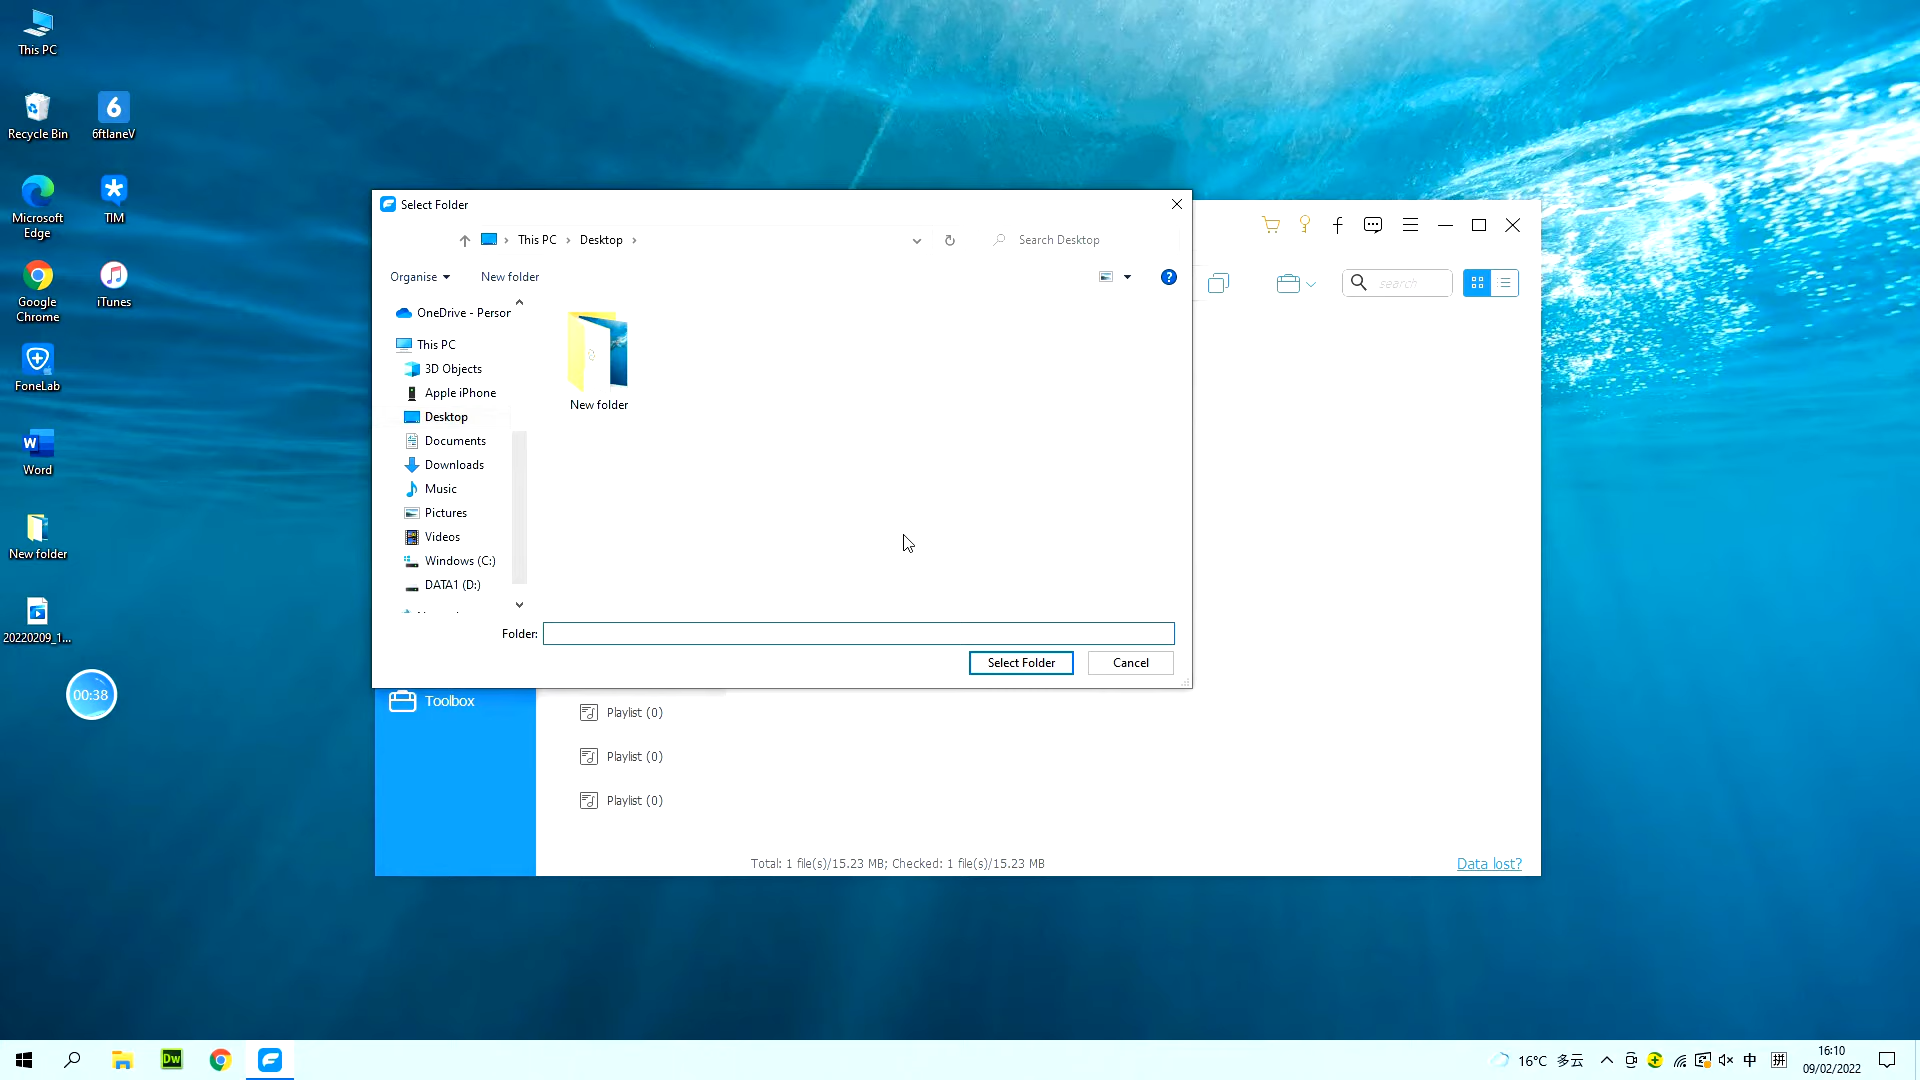 This PC
Recycle Bin
6ftlaneV
Microsoft
Edge
TIM
Google
Chrome
iTunes
FoneLab
Word
New folder
20220209_1...
00:38
Select Folder
This PC
Desktop
Search Desktop
Organise
New folder
OneDrive - Person
This PC
3D Objects
Apple iPhone
Desktop
Documents
Downloads
Music
Pictures
Videos
Windows (C:)
DATA1 (D:)
New folder
Folder:
Select Folder
Cancel
search
Toolbox
Playlist (0)
Playlist (0)
Playlist (0)
Total: 1 file(s)/15.23 MB; Checked: 1 file(s)/15.23 MB
Data lost?
Dw
16°C 多云
中
拼
16:10
09/02/2022